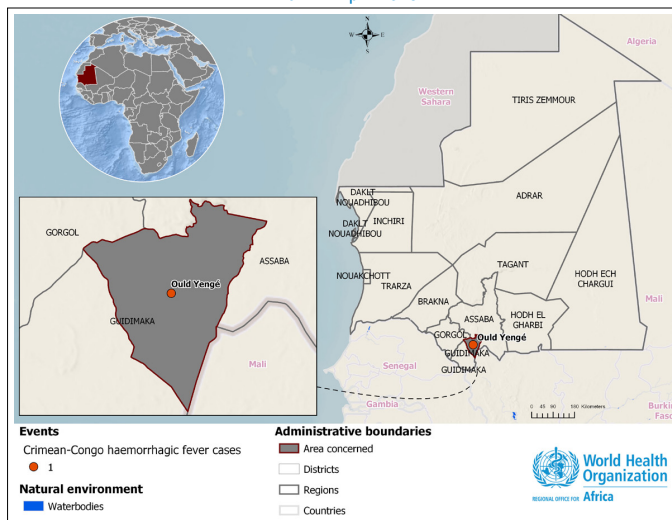 N
W
E
S
Algeria
Western
Sahara
TIRIS ZEMMOUR
ADRAR
DAKLT
NOUADHIBOU
INCHIRI
DAKLT
NOUADHIBOU
TAGANT
HODH ECH
CHARGUI
NOUAKCHOTT
TRARZA
BRAKNA
ASSABA
HODH EL
GHARBI
Mali
GORGOL
Ould Yengé
GUIDIMAKA
GUIDIMAKA
Senegal
Gambia
Burkin
Faso
0 45 90 180 Kilometers
GORGOL
ASSABA
Ould Yengé
GUIDIMAKA
Mali
Events
Crimean-Congo haemorrhagic fever cases
1
Natural environment
Waterbodies
Administrative boundaries
Area concerned
Districts
Regions
Countries
World Health
Organization
REGIONAL OFFICE FOR Africa